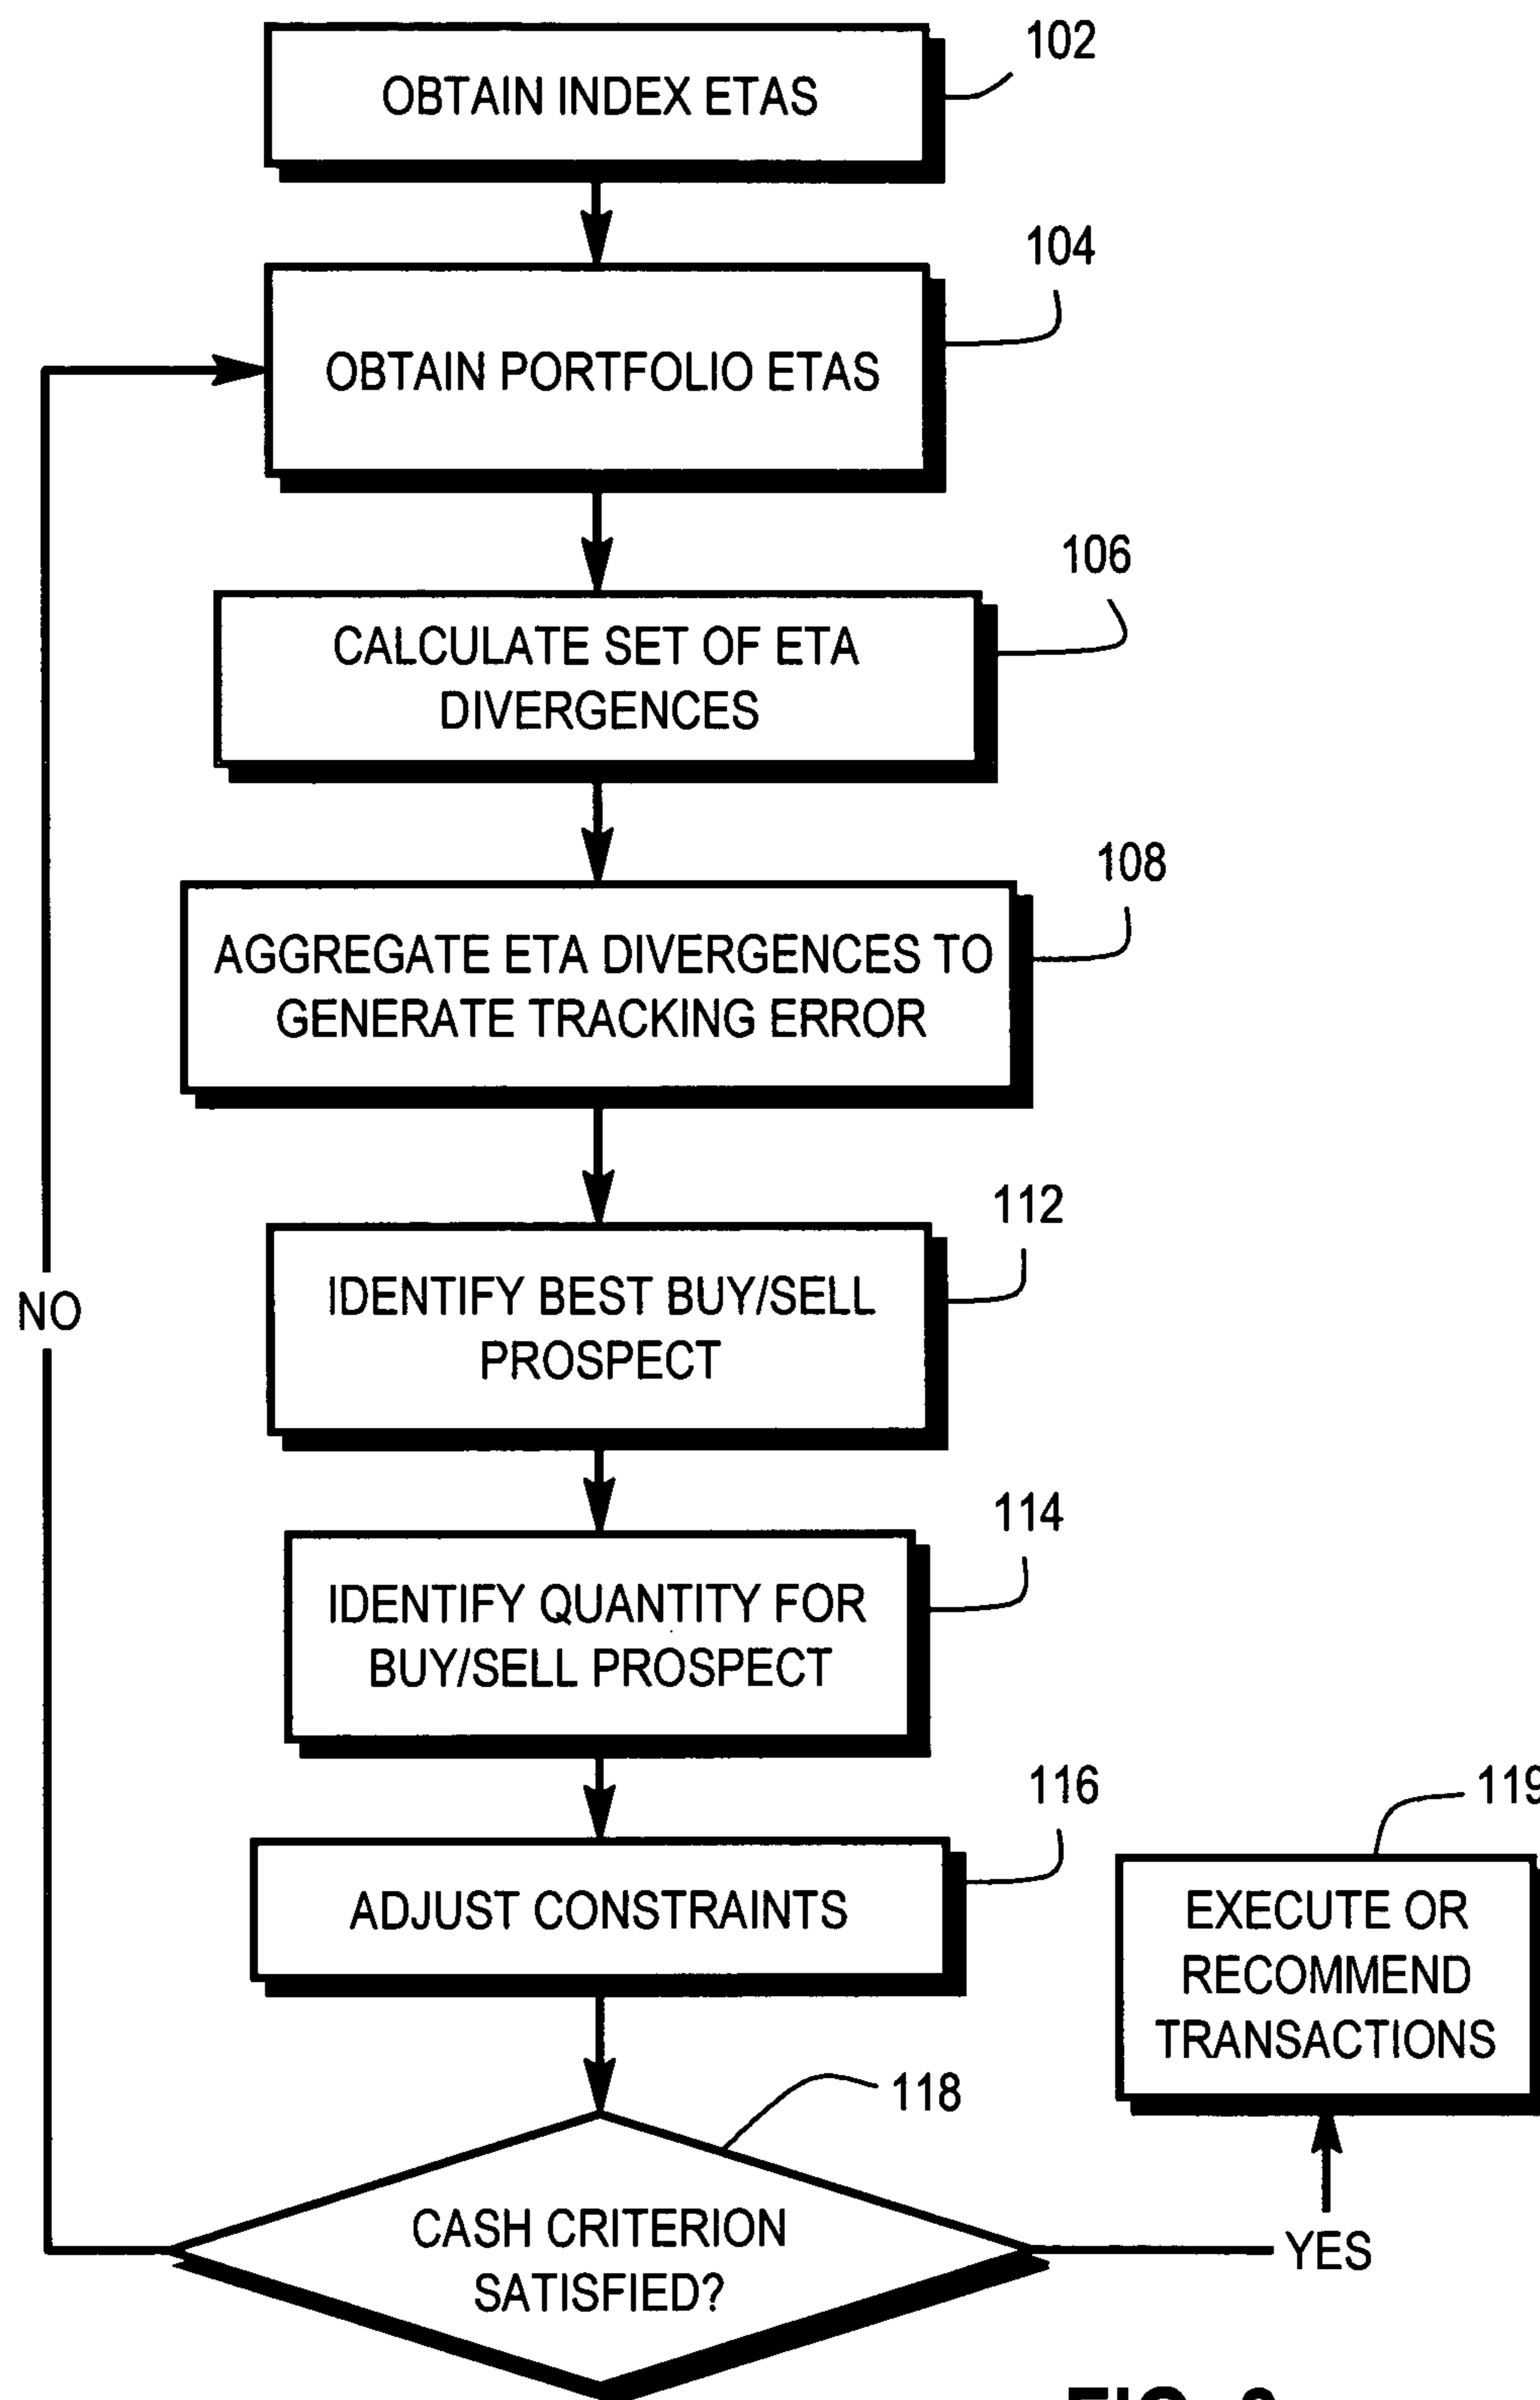 102
OBTAIN INDEX ETAS
104
OBTAIN PORTFOLIO ETAS
106
CALCULATE SET OF ETA
DIVERGENCES
108
AGGREGATE ETA DIVERGENCES TO
GENERATE TRACKING ERROR
112
IDENTIFY BEST BUY/SELL
PROSPECT
NO
114
IDENTIFY QUANTITY FOR
BUY/SELL PROSPECT
116
ADJUST CONSTRAINTS
119
EXECUTE OR
RECOMMEND
TRANSACTIONS
118
CASH CRITERION
SATISFIED?
YES
FIG.